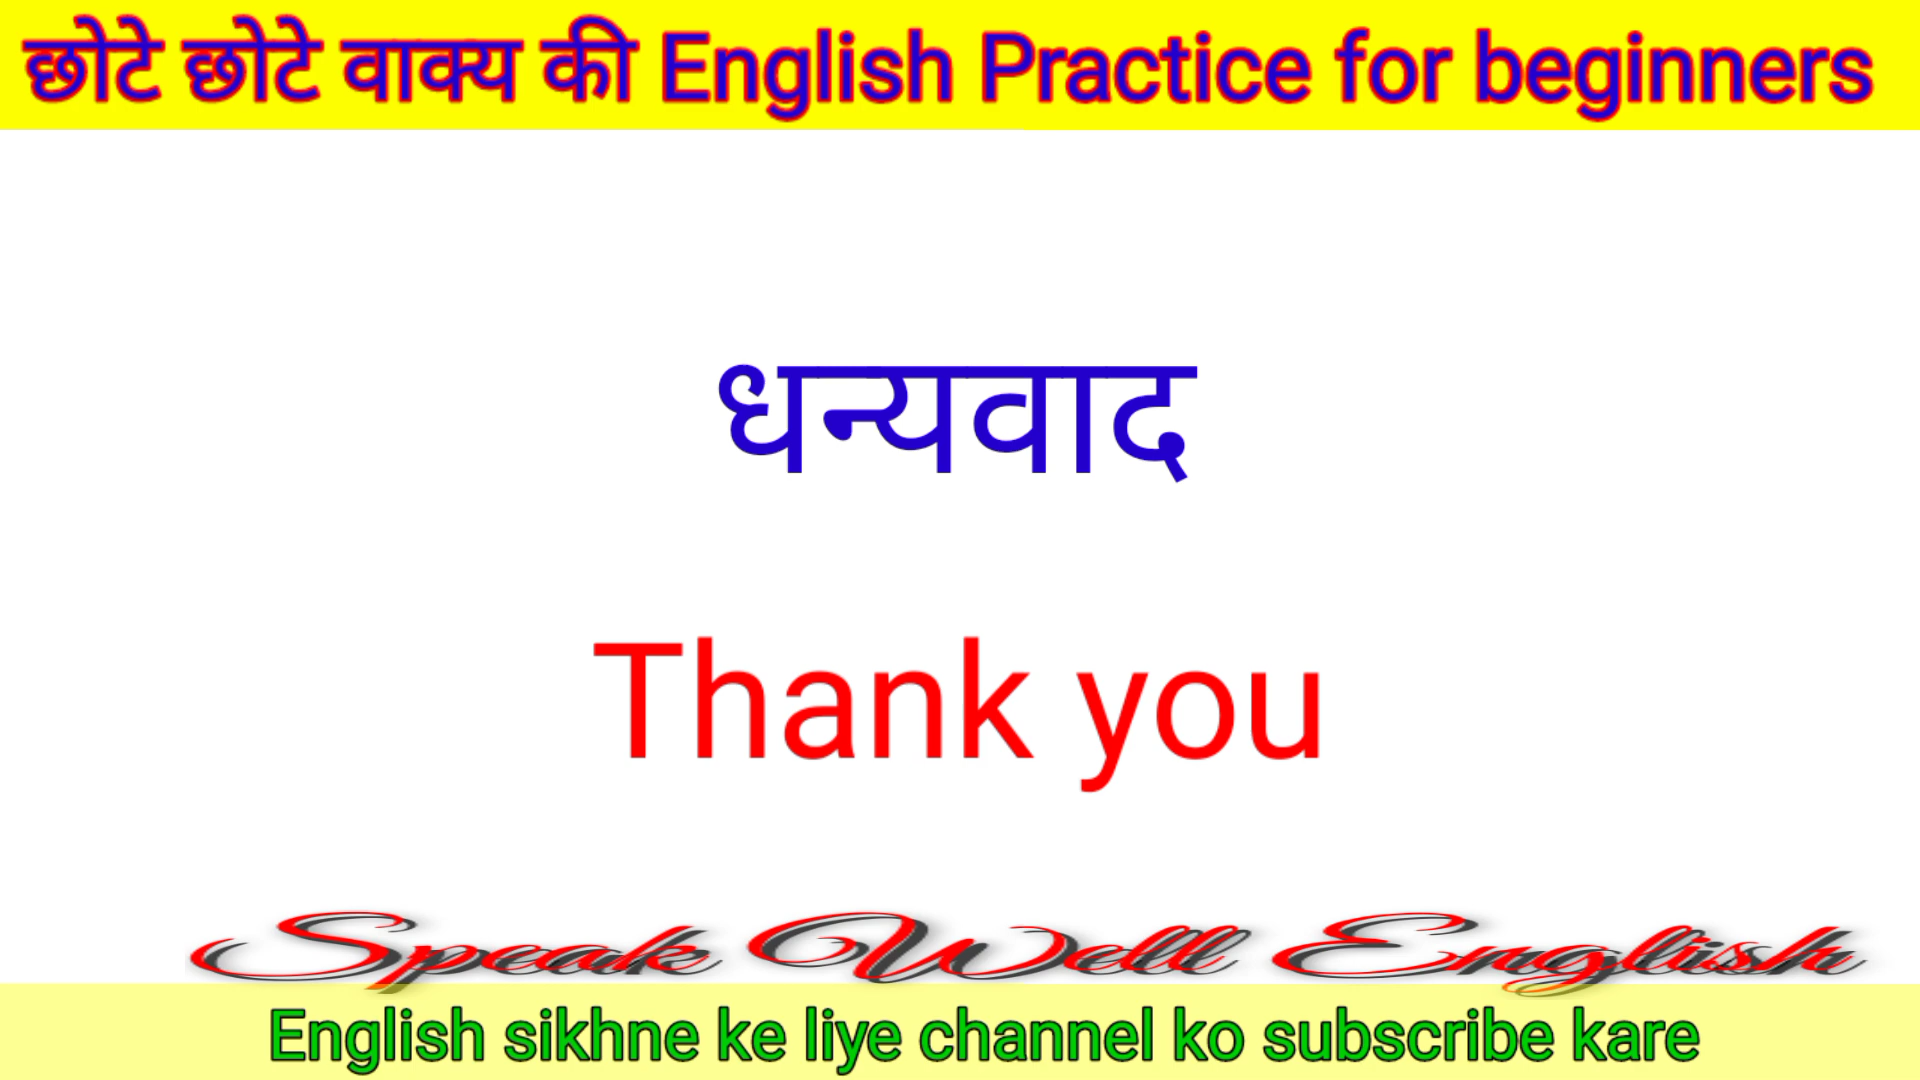 छोटे छोटे वाक्य की English Practice for beginners
धन्यवाद
Thank you
Speak Well English
English sikhne ke liye channel ko subscribe kare